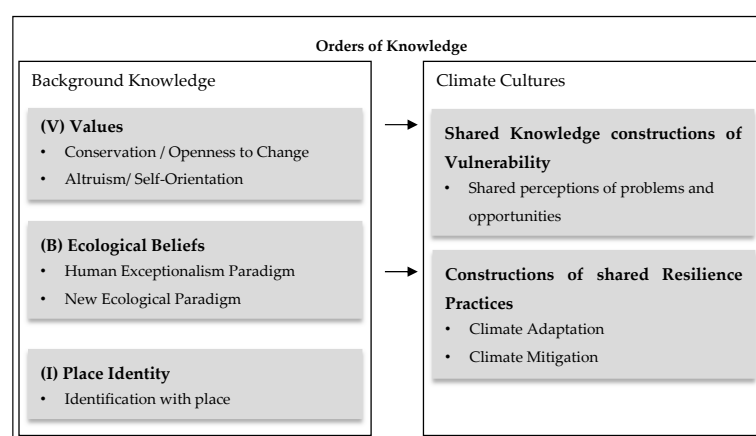 Orders of Knowledge
Background Knowledge
(V) Values
• Conservation / Openness to Change
• Altruism/ Self-Orientation
(B) Ecological Beliefs
• Human Exceptionalism Paradigm
• New Ecological Paradigm
(I) Place Identity
• Identification with place
Climate Cultures
Shared Knowledge constructions of
Vulnerability
• Shared perceptions of problems and
opportunities
Constructions of shared Resilience
Practices
• Climate Adaptation
• Climate Mitigation